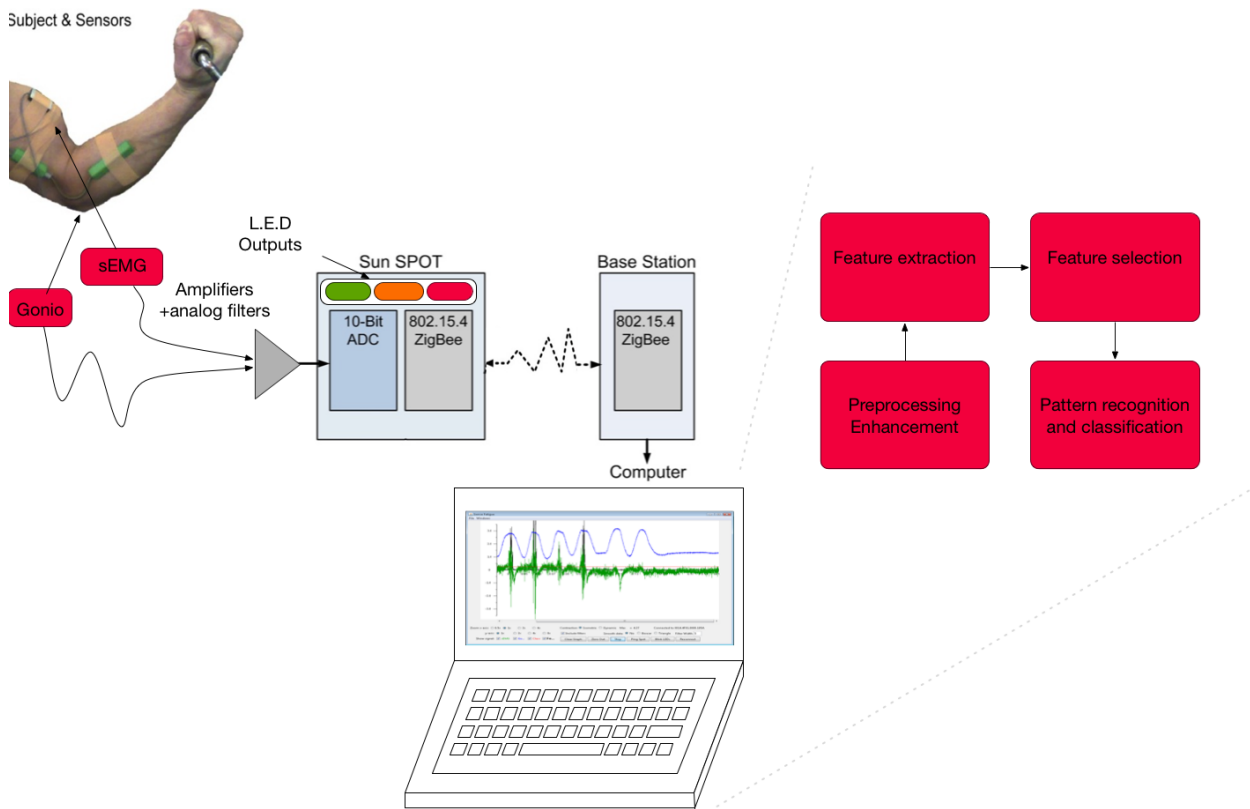 Subject & Sensors
sEMG
Gonio
Amplifiers
+analog filters
L.E.D
Outputs
Sun SPOT
10-Bit
ADC
802.15.4
ZigBee
Base Station
802.15.4
ZigBee
Computer
Feature extraction
Feature selection
Preprocessing
Enhancement
Pattern recognition
and classification